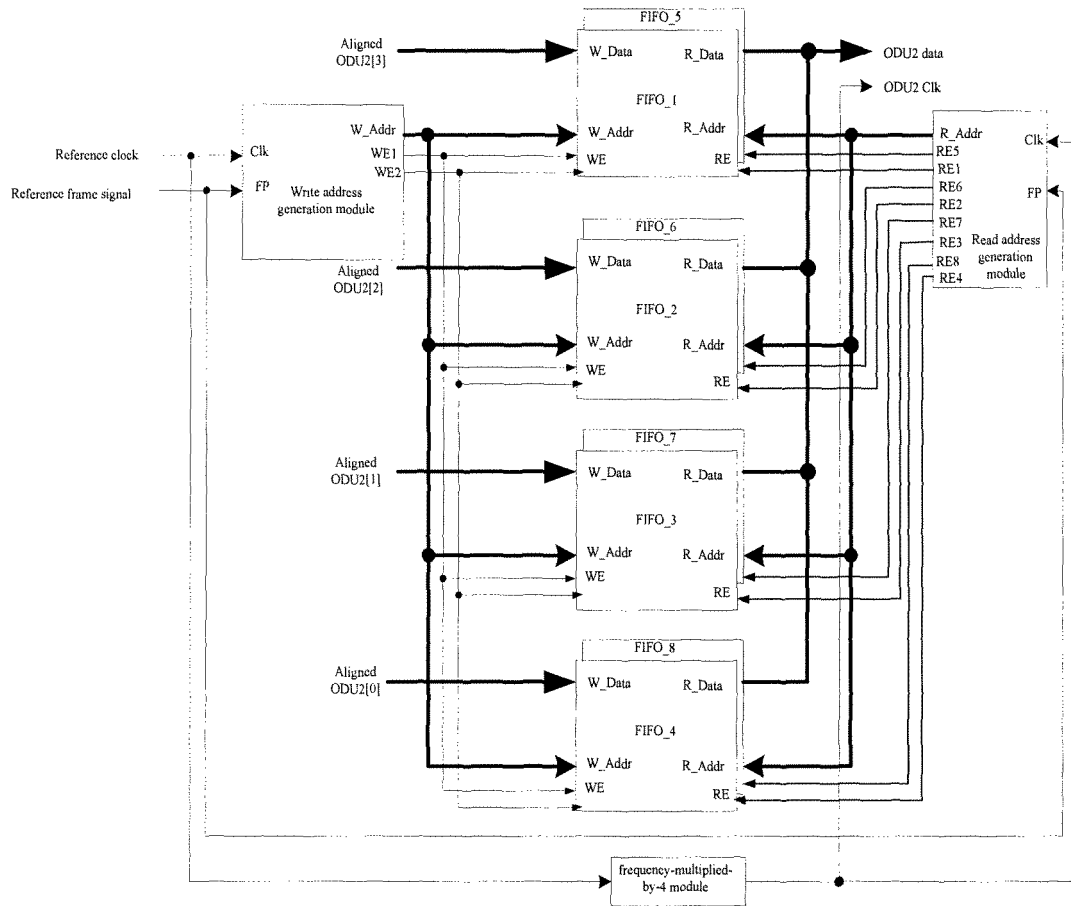 FIFO_5
Aligned
ODU2[3]
W_Data
R_Data
ODU2 data
FIFO_1
ODU2 Clk
W_Addr
W_Addr
R_Addr
R_Addr
Reference clock
Clk
WE1
WE
RE
RE5
Clk
WE2
RE1
Reference frame signal
FP
Write address
generation module
RE6
FP
RE2
FIFO_6
RE7
Aligned
ODU2[2]
W_Data
R_Data
RE3
Read address
generation
module
RE8
RE4
FIFO_2
W_Addr
R_Addr
WE
RE
FIFO_7
Aligned
ODU2[1]
W_Data
R_Data
FIFO_3
W_Addr
R_Addr
WE
RE
FIFO_8
Aligned
ODU2[0]
W_Data
R_Data
FIFO_4
W_Addr
R_Addr
WE
RE
frequency-multiplied-
by-4 module